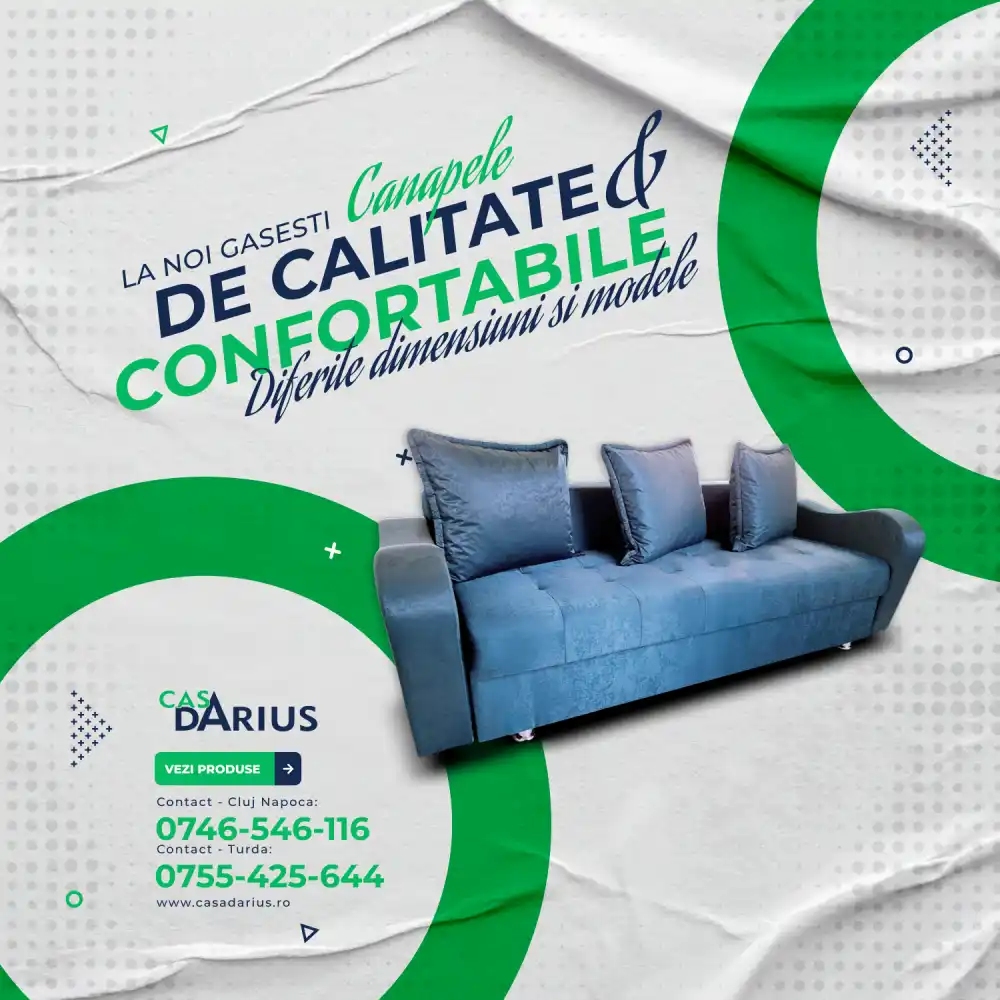 LA NOI GASESTI Canapele
DE CALITATE &
CONFORTABILE
Diferite dimensiuni si modele
CASA
DARIUS
VEZI PRODUSE
Contact - Cluj Napoca:
0746-546-116
Contact - Turda:
0755-425-644
www.casadarius.ro